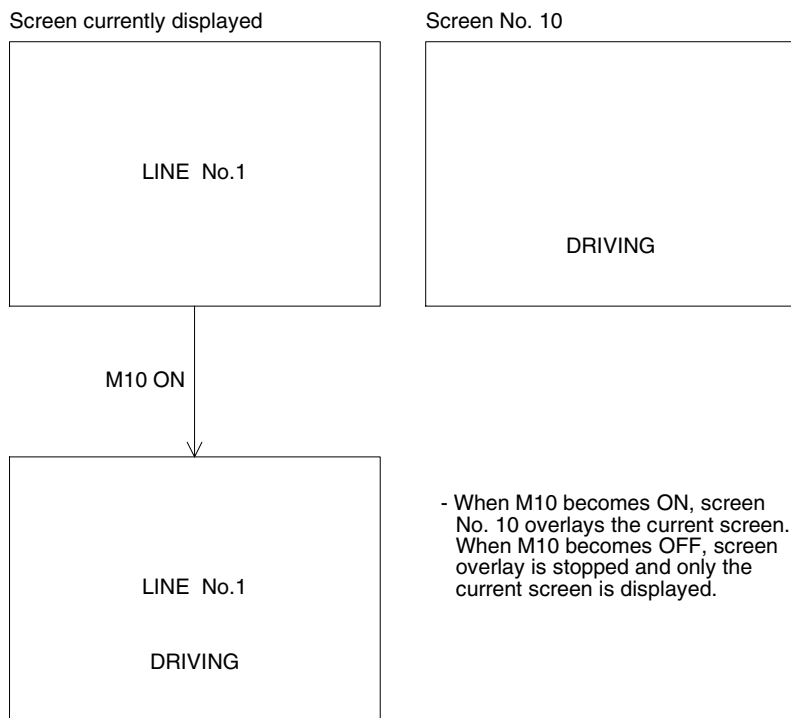 Screen currently displayed
Screen No. 10
LINE No.1
DRIVING
M10 ON
LINE No.1
DRIVING
- When M10 becomes ON, screen
No. 10 overlays the current screen.
When M10 becomes OFF, screen
overlay is stopped and only the
current screen is displayed.